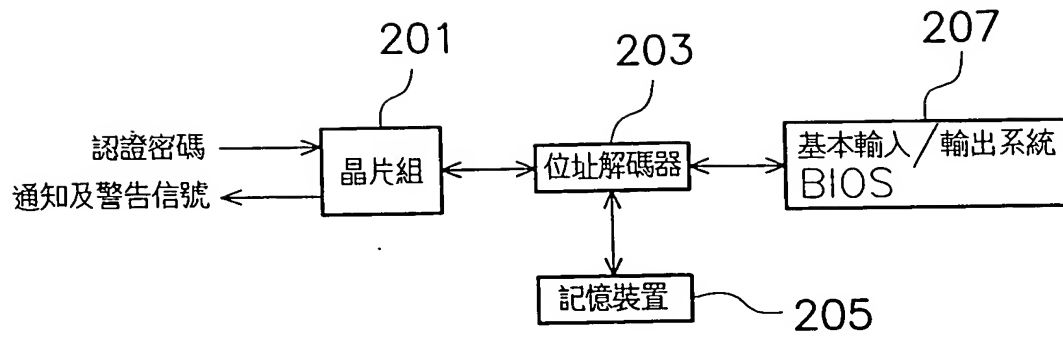 201
203
207
認證密碼
通知及警告信號
晶片組
位址解碼器
基本輸入/輸出系統
BIOS
記憶裝置
205